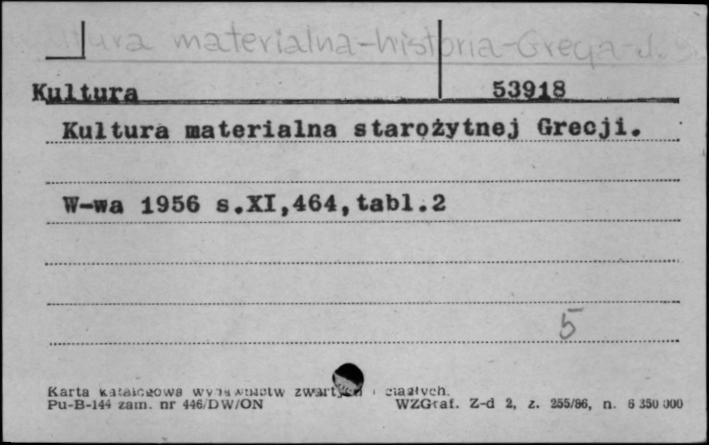 materialna-historia-Grecja-
Kultura 53918
Kultura materialna starożytnej Grecji.
W-wa 1956 s.XI,464,tabl.2
5
Karta katalogowa wydawnictw zwartych i ciągłych.
Pu-B-144 zam. nr 446/DW/ON WZGraf. Z-d 2, z. 255/86, n. 6 350 000